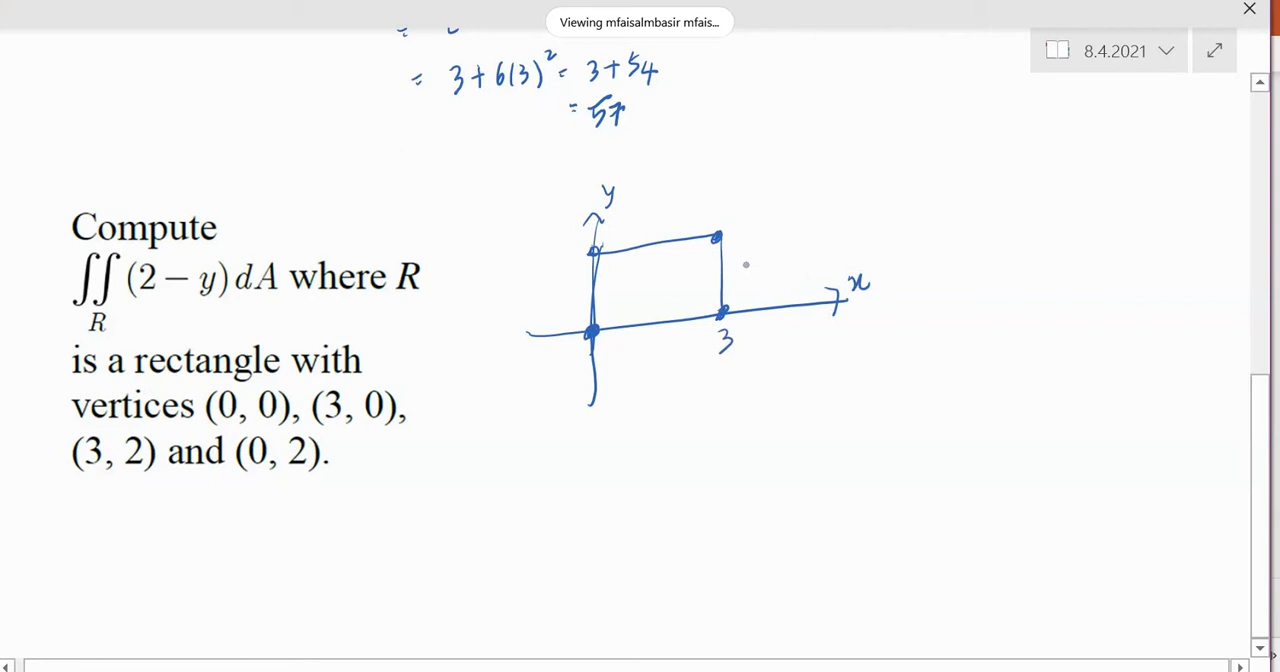 Viewing mfaisalmbasir mfais...
8.4.2021
= 3+6(3)² = 3+54
= 57
y
x
3
Compute
∬_R (2 − y) dA where R
is a rectangle with
vertices (0, 0), (3, 0),
(3, 2) and (0, 2).